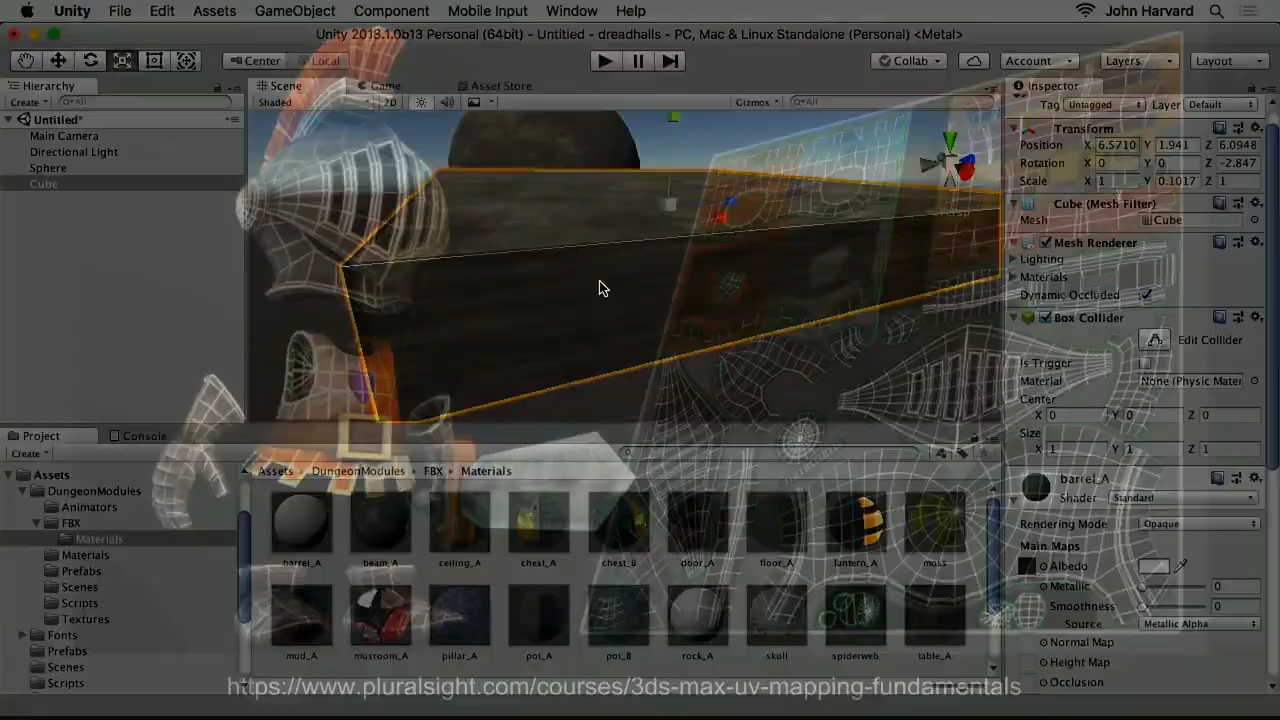 Unity File Edit Assets GameObject Component Mobile Input Window Help John Harvard
Unity 2018.1.0b13 Personal (64bit) - Untitled - dreadhalls - PC, Mac & Linux Standalone (Personal) <Metal>
Center Local Collab Account Layers Layout
Hierarchy Scene Game Asset Store Inspector
Create All Shaded 2D Gizmos All Tag Untagged Layer Default
Untitled*
Main Camera
Directional Light
Sphere
Cube
Transform
Position X 6.5710 Y 1.941 Z 6.0948
Rotation X 0 Y 0 Z -2.847
Scale X 1 Y 0.1017 Z 1
Cube (Mesh Filter)
Mesh Cube
Mesh Renderer
Lighting
Materials
Dynamic Occluded
Box Collider
Edit Collider
Is Trigger
Material None (Physic Mater
Center
X 0 Y 0 Z 0
Size
X 1 Y 1 Z 1
barrel_A
Shader Standard
Rendering Mode Opaque
Main Maps
Albedo
Metallic 0
Smoothness 0
Source Metallic Alpha
Normal Map
Height Map
Occlusion
Project Console
Create
Assets
DungeonModules
Animators
FBX
Materials
Materials
Prefabs
Scenes
Scripts
Textures
Fonts
Prefabs
Scenes
Scripts
Assets DungeonModules FBX Materials
barrel_A beam_A ceiling_A chest_A chest_B door_A floor_A lantern_A moss
mud_A musroom_A pillar_A pot_A pot_B rock_A skull spiderweb table_A
https://www.pluralsight.com/courses/3ds-max-uv-mapping-fundamentals